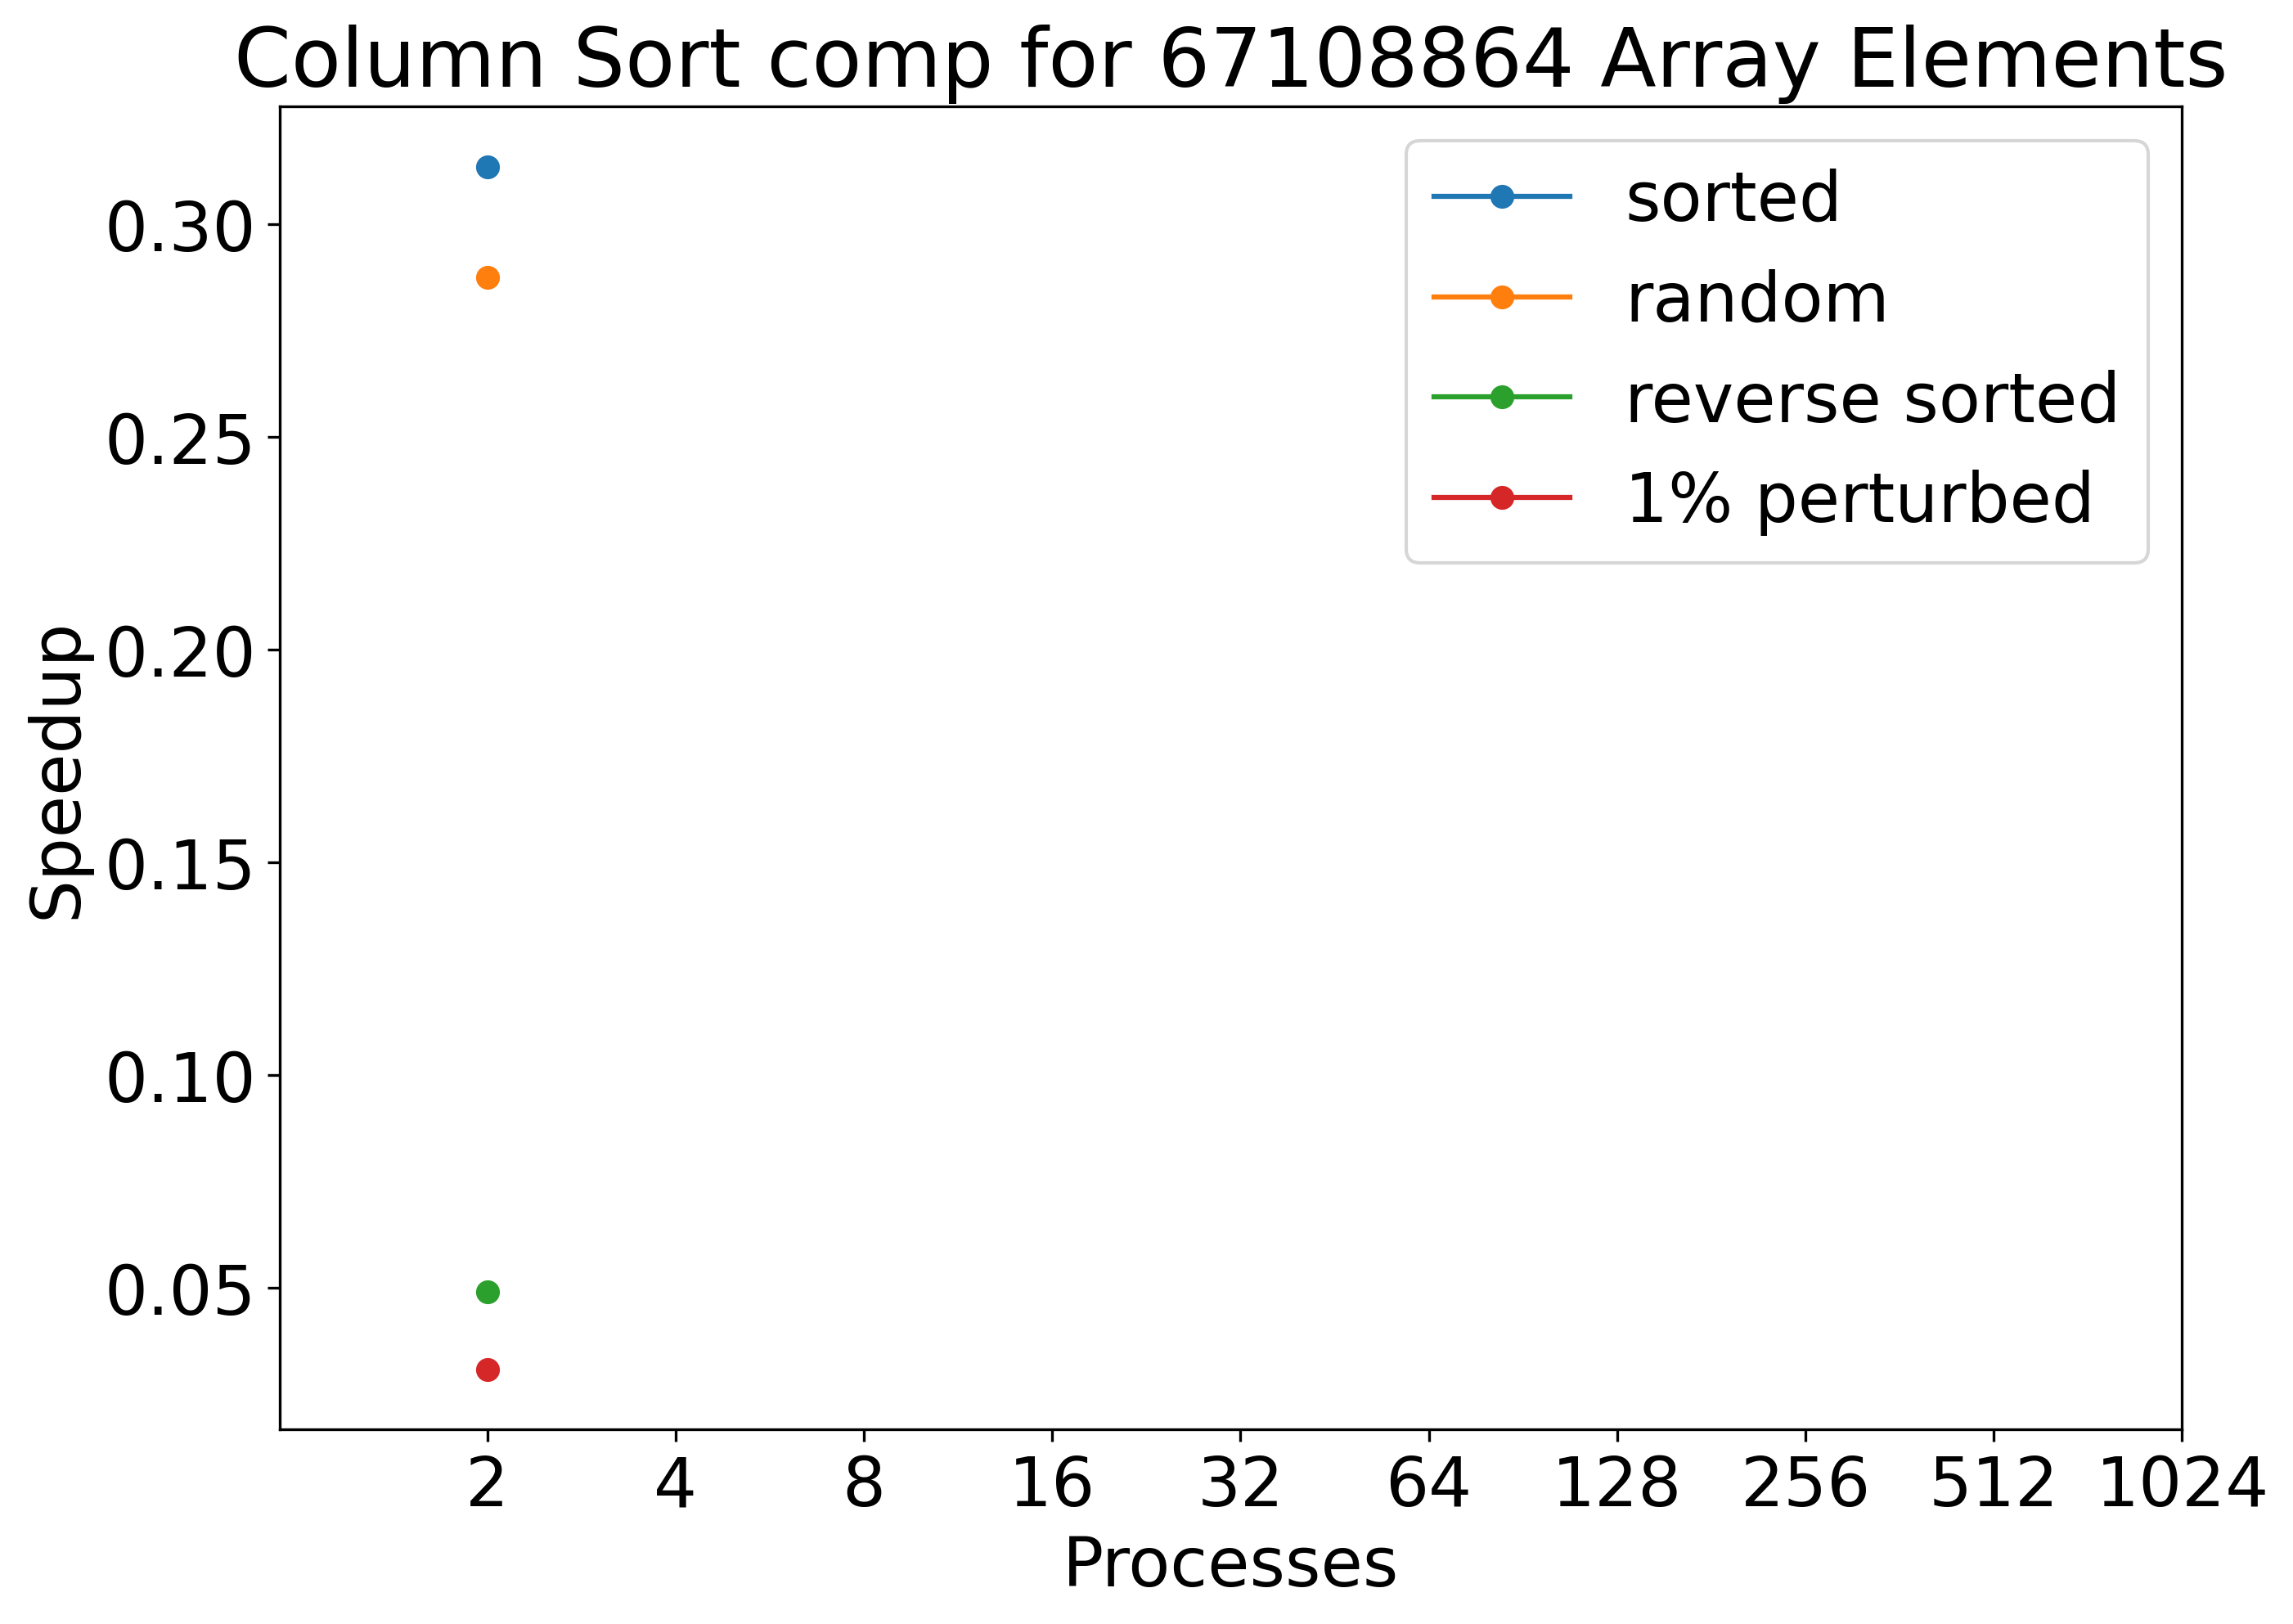 Column Sort comp for 67108864 Array Elements
sorted
random
reverse sorted
1% perturbed
Speedup
0.30
0.25
0.20
0.15
0.10
0.05
2 4 8 16 32 64 128 256 512 1024
Processes